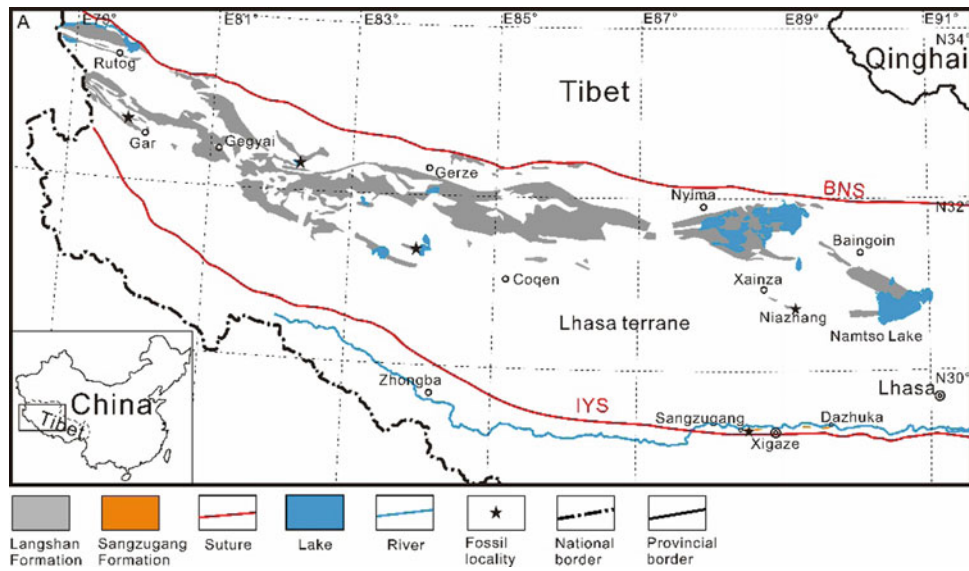 A
E79°
E81°
E83°
E85°
E87°
E89°
E91°
N34°
Qinghai
Tibet
Rutog
Gar
Gegyai
Gerze
Nyima
BNS
N32°
Baingoin
Xainza
Coqen
Niazhang
Lhasa terrane
Namtso Lake
N30°
Zhongba
Lhasa
IYS
Sangzugang
Dazhuka
Xigaze
China
Tibet
Langshan
Formation
Sangzugang
Formation
Suture
Lake
River
Fossil
locality
National
border
Provincial
border